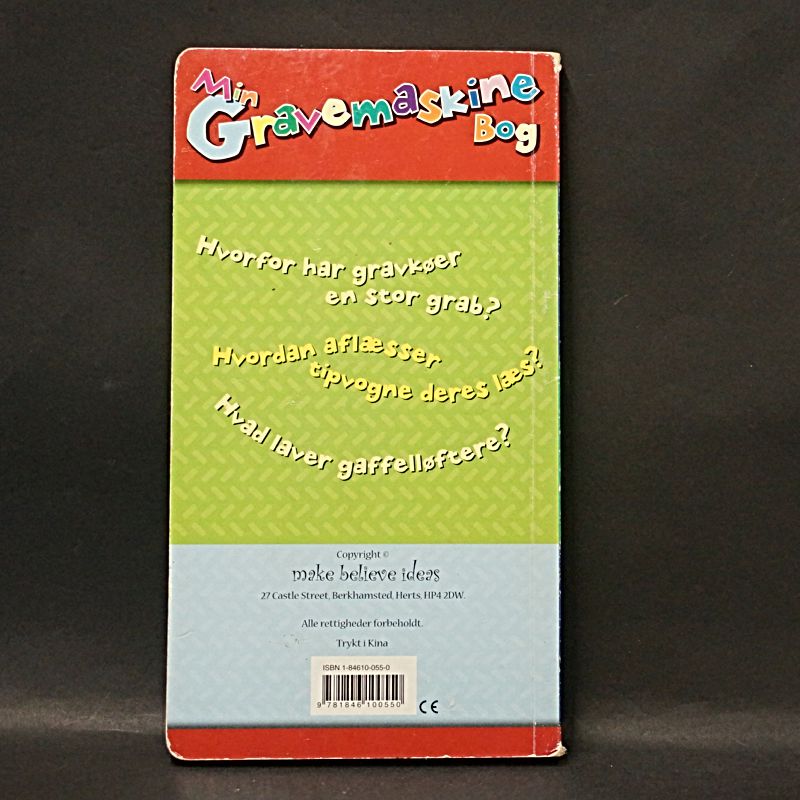 Min
Gravemaskine
Bog
Hvorfor har gravkøer
en stor grab?
Hvordan aflæsser
tipvogne deres læs?
Hvad laver gaffelløftere?
Copyright ©
make believe ideas
27 Castle Street, Berkhamsted, Herts, HP4 2DW.
Alle rettigheder forbeholdt.
Trykt i Kina
ISBN 1-84610-055-0
9 781846 100550
CE